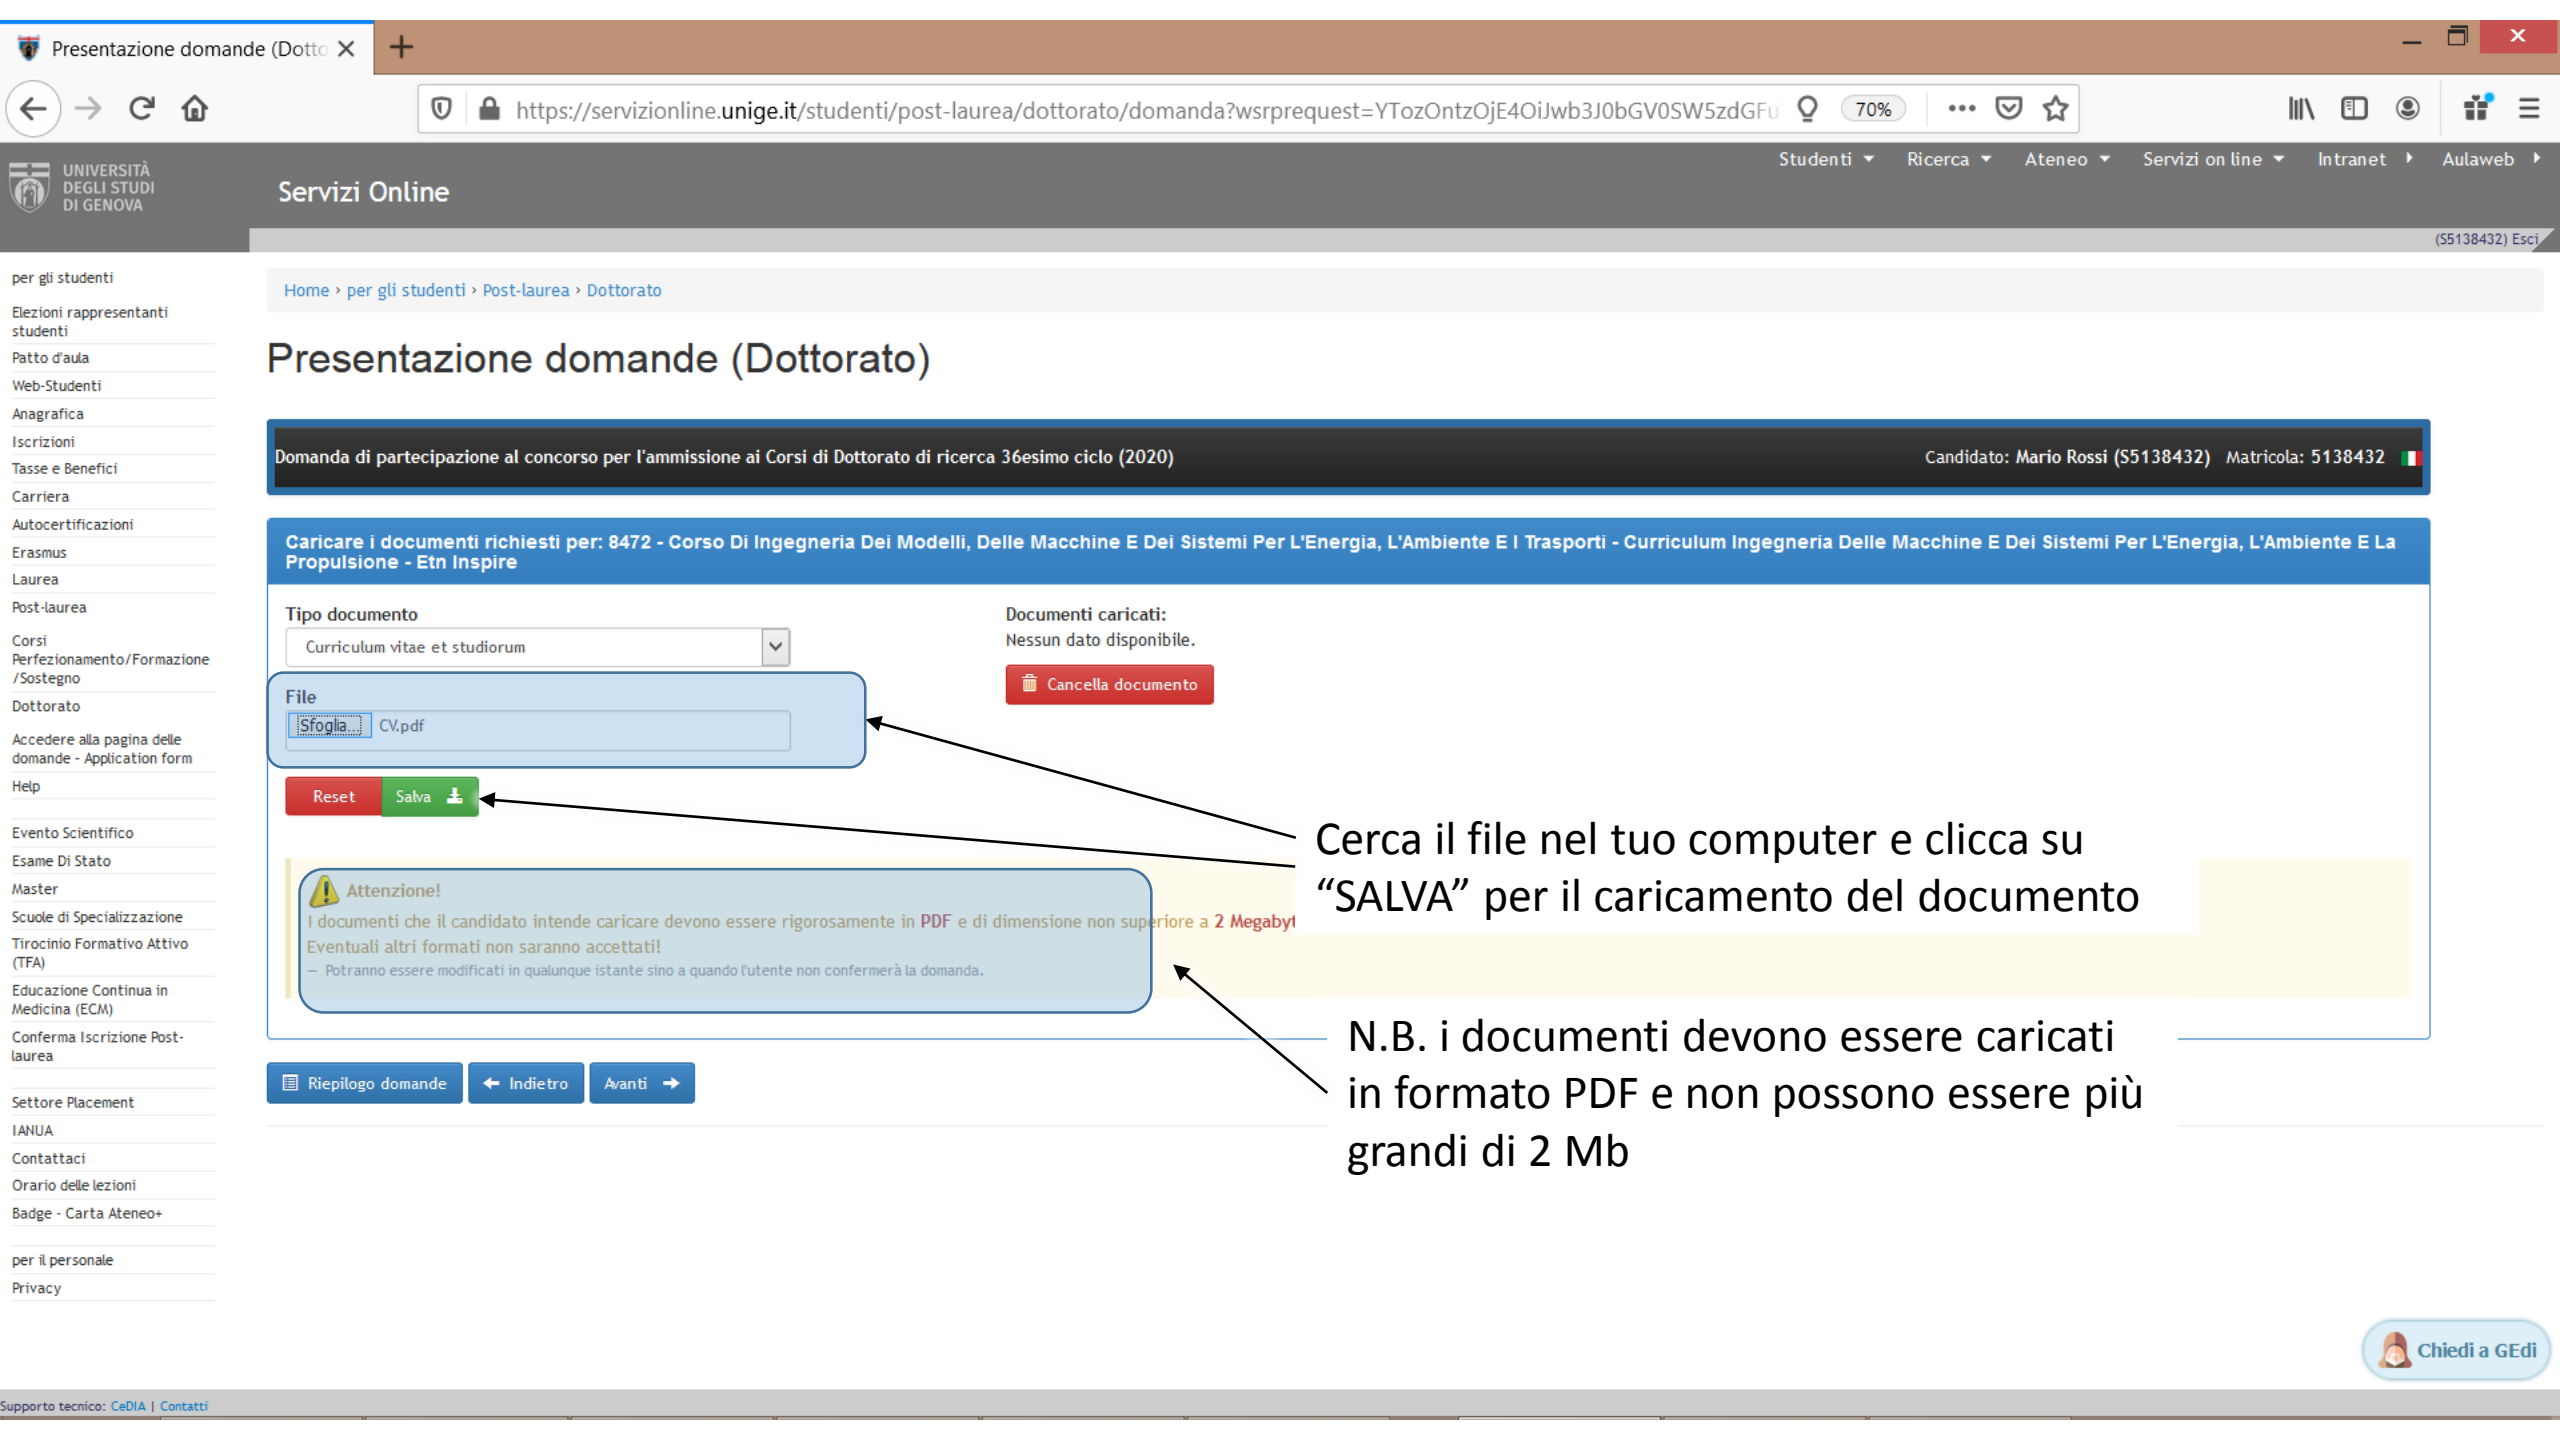 Presentazione domande (Dotto
https://servizionline.unige.it/studenti/post-laurea/dottorato/domanda?wsrprequest=YTozOntzOjE4OiJwb3J0bGV0SW5zdGFu
70%
UNIVERSITÀ
DEGLI STUDI
DI GENOVA
Servizi Online
Studenti
Ricerca
Ateneo
Servizi on line
Intranet
Aulaweb
(S5138432) Esci
per gli studenti
Elezioni rappresentanti
studenti
Patto d'aula
Web-Studenti
Anagrafica
Iscrizioni
Tasse e Benefici
Carriera
Autocertificazioni
Erasmus
Laurea
Post-laurea
Corsi
Perfezionamento/Formazione
/Sostegno
Dottorato
Accedere alla pagina delle
domande - Application form
Help
Evento Scientifico
Esame Di Stato
Master
Scuole di Specializzazione
Tirocinio Formativo Attivo
(TFA)
Educazione Continua in
Medicina (ECM)
Conferma Iscrizione Post-
laurea
Settore Placement
IANUA
Contattaci
Orario delle lezioni
Badge - Carta Ateneo+
per il personale
Privacy
Home › per gli studenti › Post-laurea › Dottorato
Presentazione domande (Dottorato)
Domanda di partecipazione al concorso per l'ammissione ai Corsi di Dottorato di ricerca 36esimo ciclo (2020)
Candidato: Mario Rossi (S5138432) Matricola: 5138432
Caricare i documenti richiesti per: 8472 - Corso Di Ingegneria Dei Modelli, Delle Macchine E Dei Sistemi Per L'Energia, L'Ambiente E I Trasporti - Curriculum Ingegneria Delle Macchine E Dei Sistemi Per L'Energia, L'Ambiente E La
Propulsione - Etn Inspire
Tipo documento
Curriculum vitae et studiorum
File
Sfoglia... CV.pdf
Reset
Salva
Documenti caricati:
Nessun dato disponibile.
Cancella documento
Attenzione!
I documenti che il candidato intende caricare devono essere rigorosamente in PDF e di dimensione non superiore a 2 Megabyt
Eventuali altri formati non saranno accettati!
— Potranno essere modificati in qualunque istante sino a quando l'utente non confermerà la domanda.
Cerca il file nel tuo computer e clicca su
“SALVA” per il caricamento del documento
N.B. i documenti devono essere caricati
in formato PDF e non possono essere più
grandi di 2 Mb
Riepilogo domande
Indietro
Avanti
Chiedi a GEdi
Supporto tecnico: CeDIA | Contatti